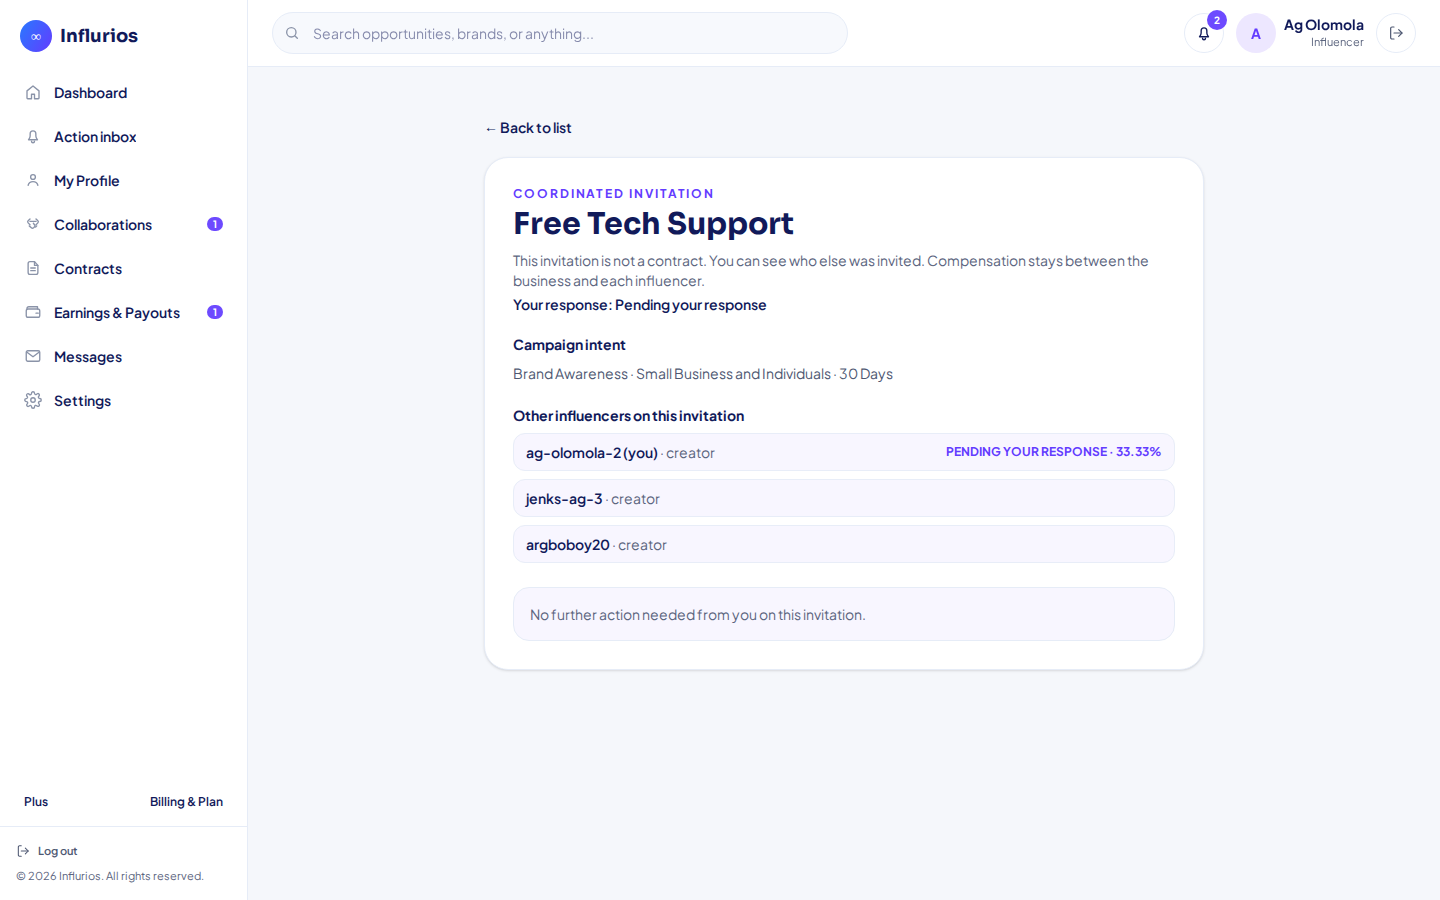 ∞ Influrios
Search opportunities, brands, or anything...
2
A
Ag Olomola
Influencer
Dashboard
Action inbox
My Profile
Collaborations 1
Contracts
Earnings & Payouts 1
Messages
Settings
← Back to list
COORDINATED INVITATION
Free Tech Support
This invitation is not a contract. You can see who else was invited. Compensation stays between the
business and each influencer.
Your response: Pending your response
Campaign intent
Brand Awareness · Small Business and Individuals · 30 Days
Other influencers on this invitation
ag-olomola-2 (you) · creator PENDING YOUR RESPONSE · 33.33%
jenks-ag-3 · creator
argboboy20 · creator
No further action needed from you on this invitation.
Plus Billing & Plan
Log out
© 2026 Influrios. All rights reserved.